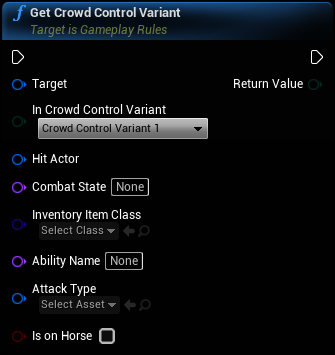 Get Crowd Control Variant
Target is Gameplay Rules
Target Return Value
In Crowd Control Variant
Crowd Control Variant 1
Hit Actor
Combat State None
Inventory Item Class
Select Class
Ability Name None
Attack Type
Select Asset
Is on Horse